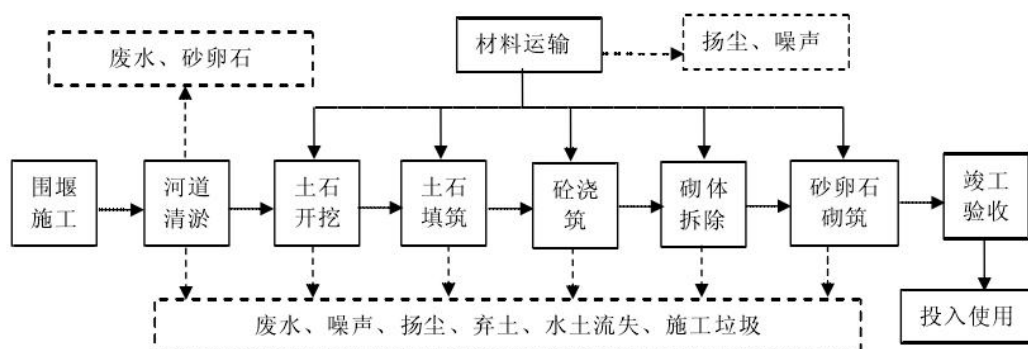 材料运输
扬尘、噪声
废水、砂卵石
围堰
施工
河道
清淤
土石
开挖
土石
填筑
砼浇
筑
砌体
拆除
砂卵石
砌筑
竣工
验收
废水、噪声、扬尘、弃土、水土流失、施工垃圾
投入使用